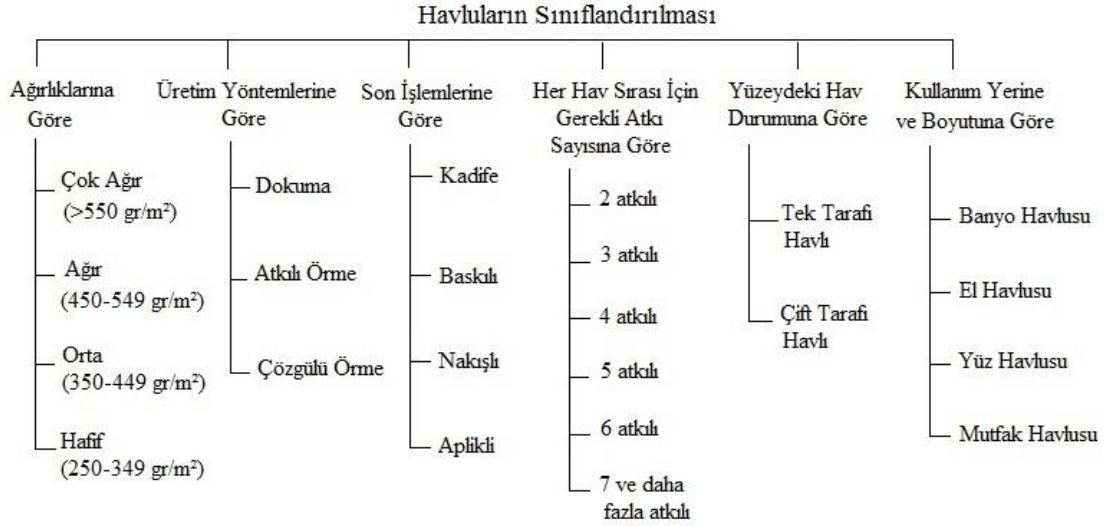 Havluların Sınıflandırılması
Ağırlıklarına
Göre
Çok Ağır
(>550 gr/m²)
Ağır
(450-549 gr/m²)
Orta
(350-449 gr/m²)
Hafif
(250-349 gr/m²)
Üretim Yöntemlerine
Göre
Dokuma
Atkılı Örme
Çözgülü Örme
Son İşlemlerine
Göre
Kadife
Baskılı
Nakışlı
Aplikli
Her Hav Sırası İçin
Gerekli Atkı
Sayısına Göre
2 atkılı
3 atkılı
4 atkılı
5 atkılı
6 atkılı
7 ve daha
fazla atkılı
Yüzeydeki Hav
Durumuna Göre
Tek Tarafı
Havlı
Çift Tarafı
Havlı
Kullanım Yerine
ve Boyutuna Göre
Banyo Havlusu
El Havlusu
Yüz Havlusu
Mutfak Havlusu